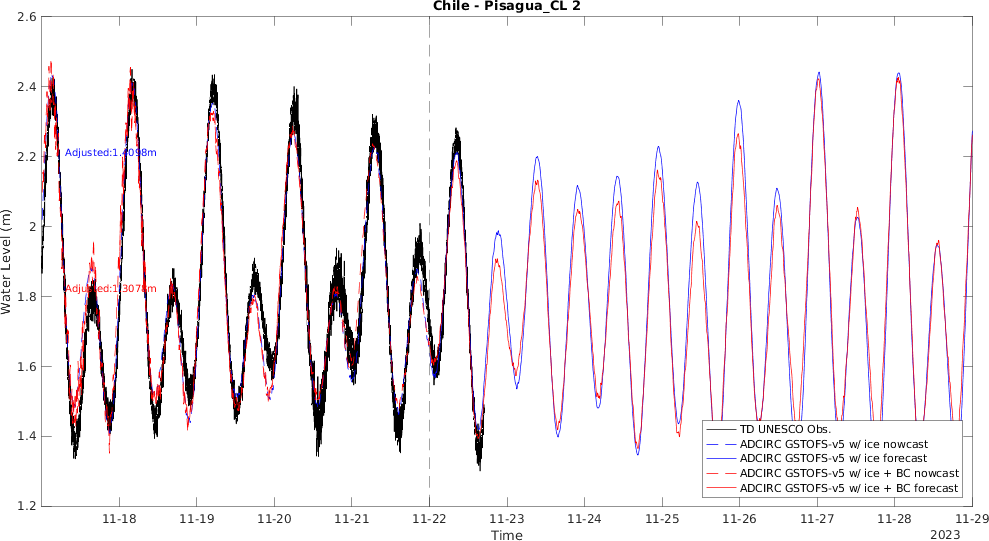 Chile - Pisagua_CL 2
2.6
2.4
2.2
2
1.8
1.6
1.4
1.2
Water Level (m)
Adjusted:1.4098m
Adjusted:1.3078m
TD UNESCO Obs.
ADCIRC GSTOFS-v5 w/ ice nowcast
ADCIRC GSTOFS-v5 w/ ice forecast
ADCIRC GSTOFS-v5 w/ ice + BC nowcast
ADCIRC GSTOFS-v5 w/ ice + BC forecast
11-18 11-19 11-20 11-21 11-22 11-23 11-24 11-25 11-26 11-27 11-28 11-29
Time
2023